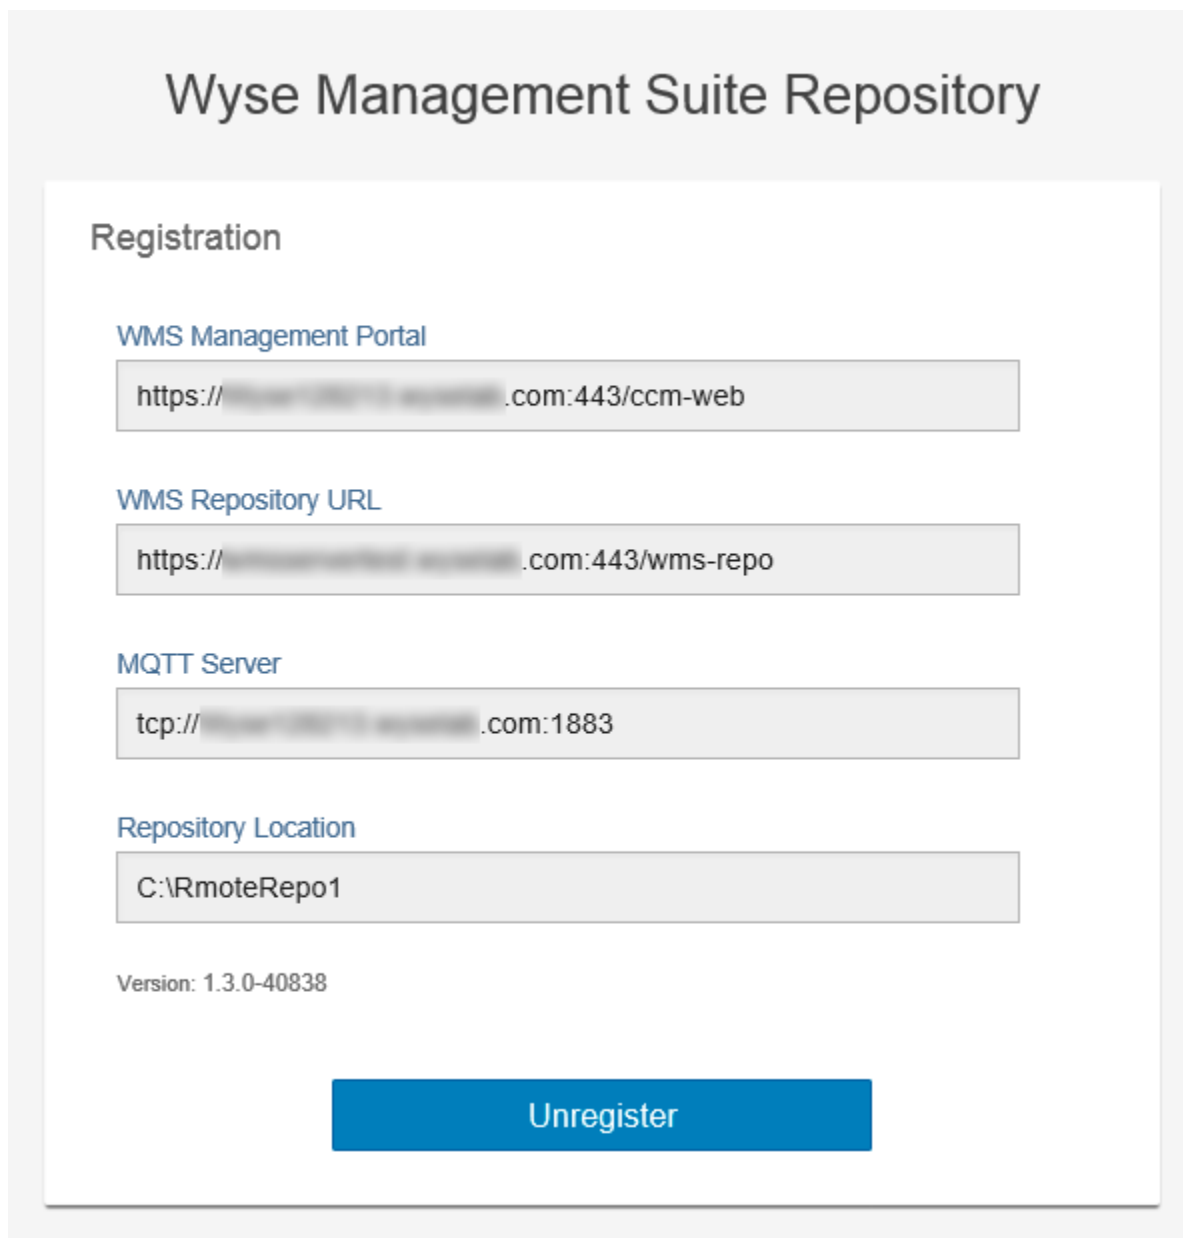 Wyse Management Suite Repository
Registration
WMS Management Portal
https:// .com:443/ccm-web
WMS Repository URL
https:// .com:443/wms-repo
MQTT Server
tcp:// .com:1883
Repository Location
C:\RmoteRepo1
Version: 1.3.0-40838
Unregister